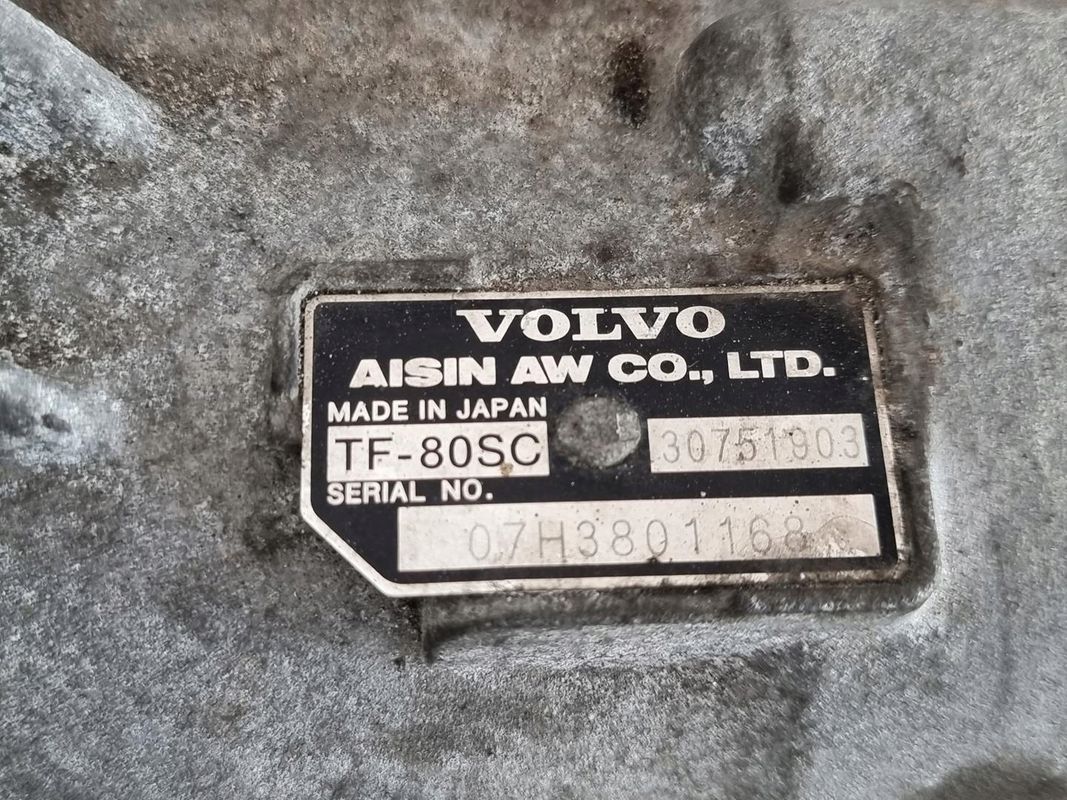 VOLVO
AISIN AW CO., LTD.
MADE IN JAPAN
TF-80SC
30751903
SERIAL NO.
07H3801168